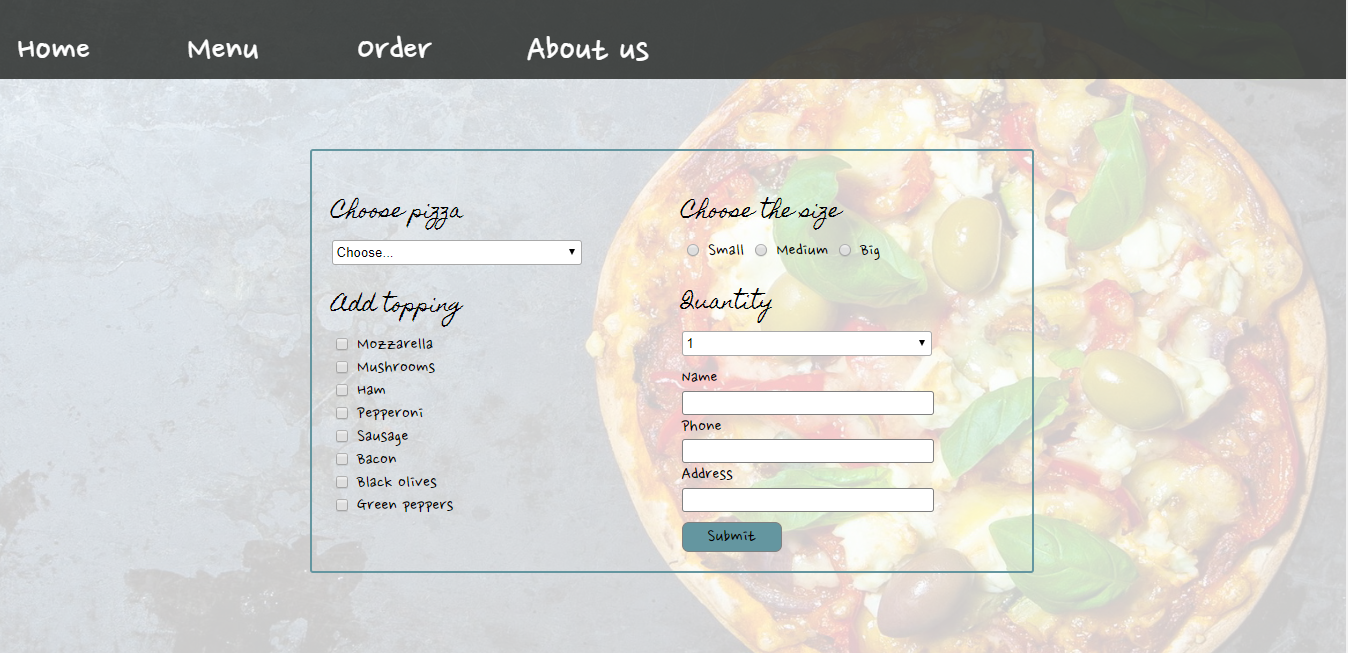 Home Menu Order About us
Choose pizza
Choose...
Add topping
Mozzarella
Mushrooms
Ham
Pepperoni
Sausage
Bacon
Black olives
Green peppers
Choose the size
Small Medium Big
Quantity
1
Name
Phone
Address
Submit